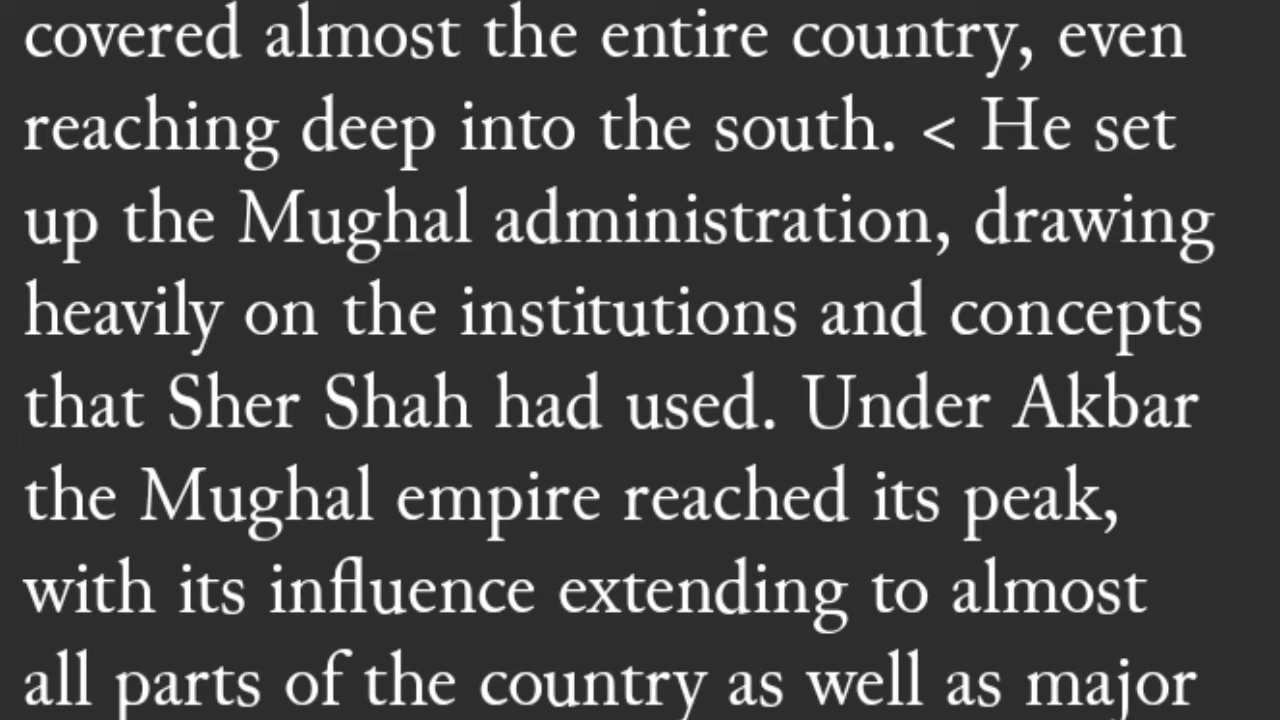 covered almost the entire country, even
reaching deep into the south. < He set
up the Mughal administration, drawing
heavily on the institutions and concepts
that Sher Shah had used. Under Akbar
the Mughal empire reached its peak,
with its influence extending to almost
all parts of the country as well as major